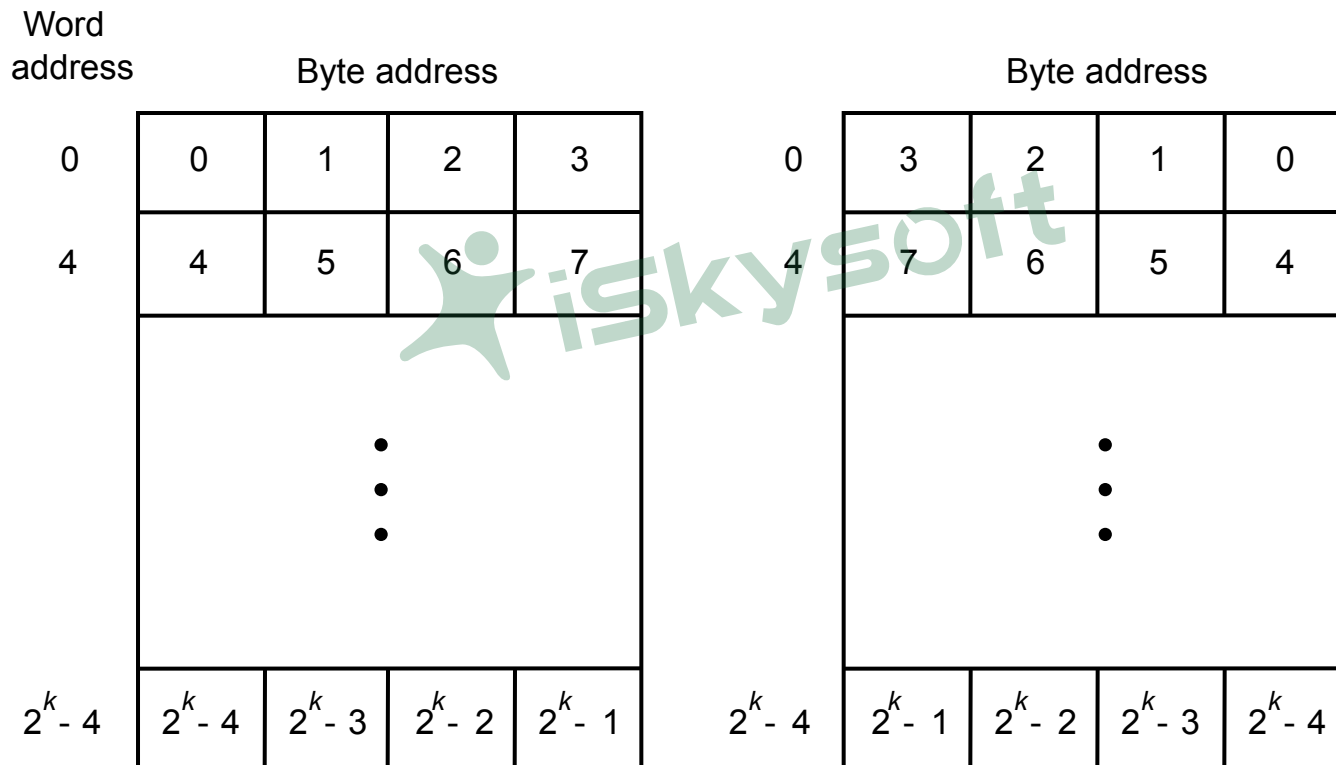 Word
address
Byte address
Byte address
0 0 1 2 3
0 3 2 1 0
4 4 5 6 7
4 7 6 5 4
iSkysoft
2^k - 4 2^k - 4 2^k - 3 2^k - 2 2^k - 1
2^k - 4 2^k - 1 2^k - 2 2^k - 3 2^k - 4